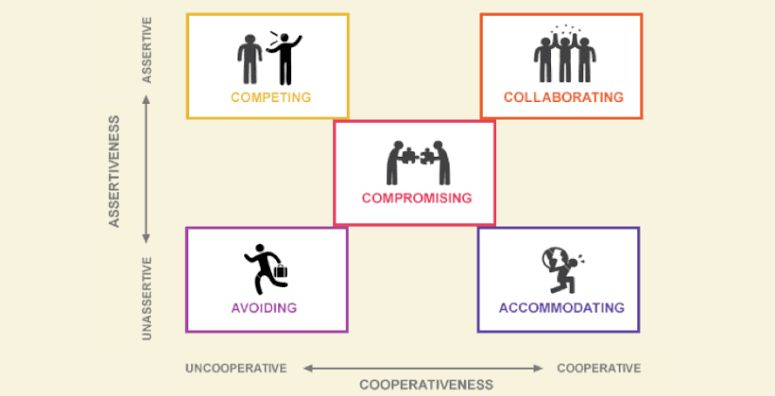 ASSERTIVE
COMPETING
COLLABORATING
ASSERTIVENESS
COMPROMISING
UNASSERTIVE
AVOIDING
ACCOMMODATING
UNCOOPERATIVE
COOPERATIVE
COOPERATIVENESS